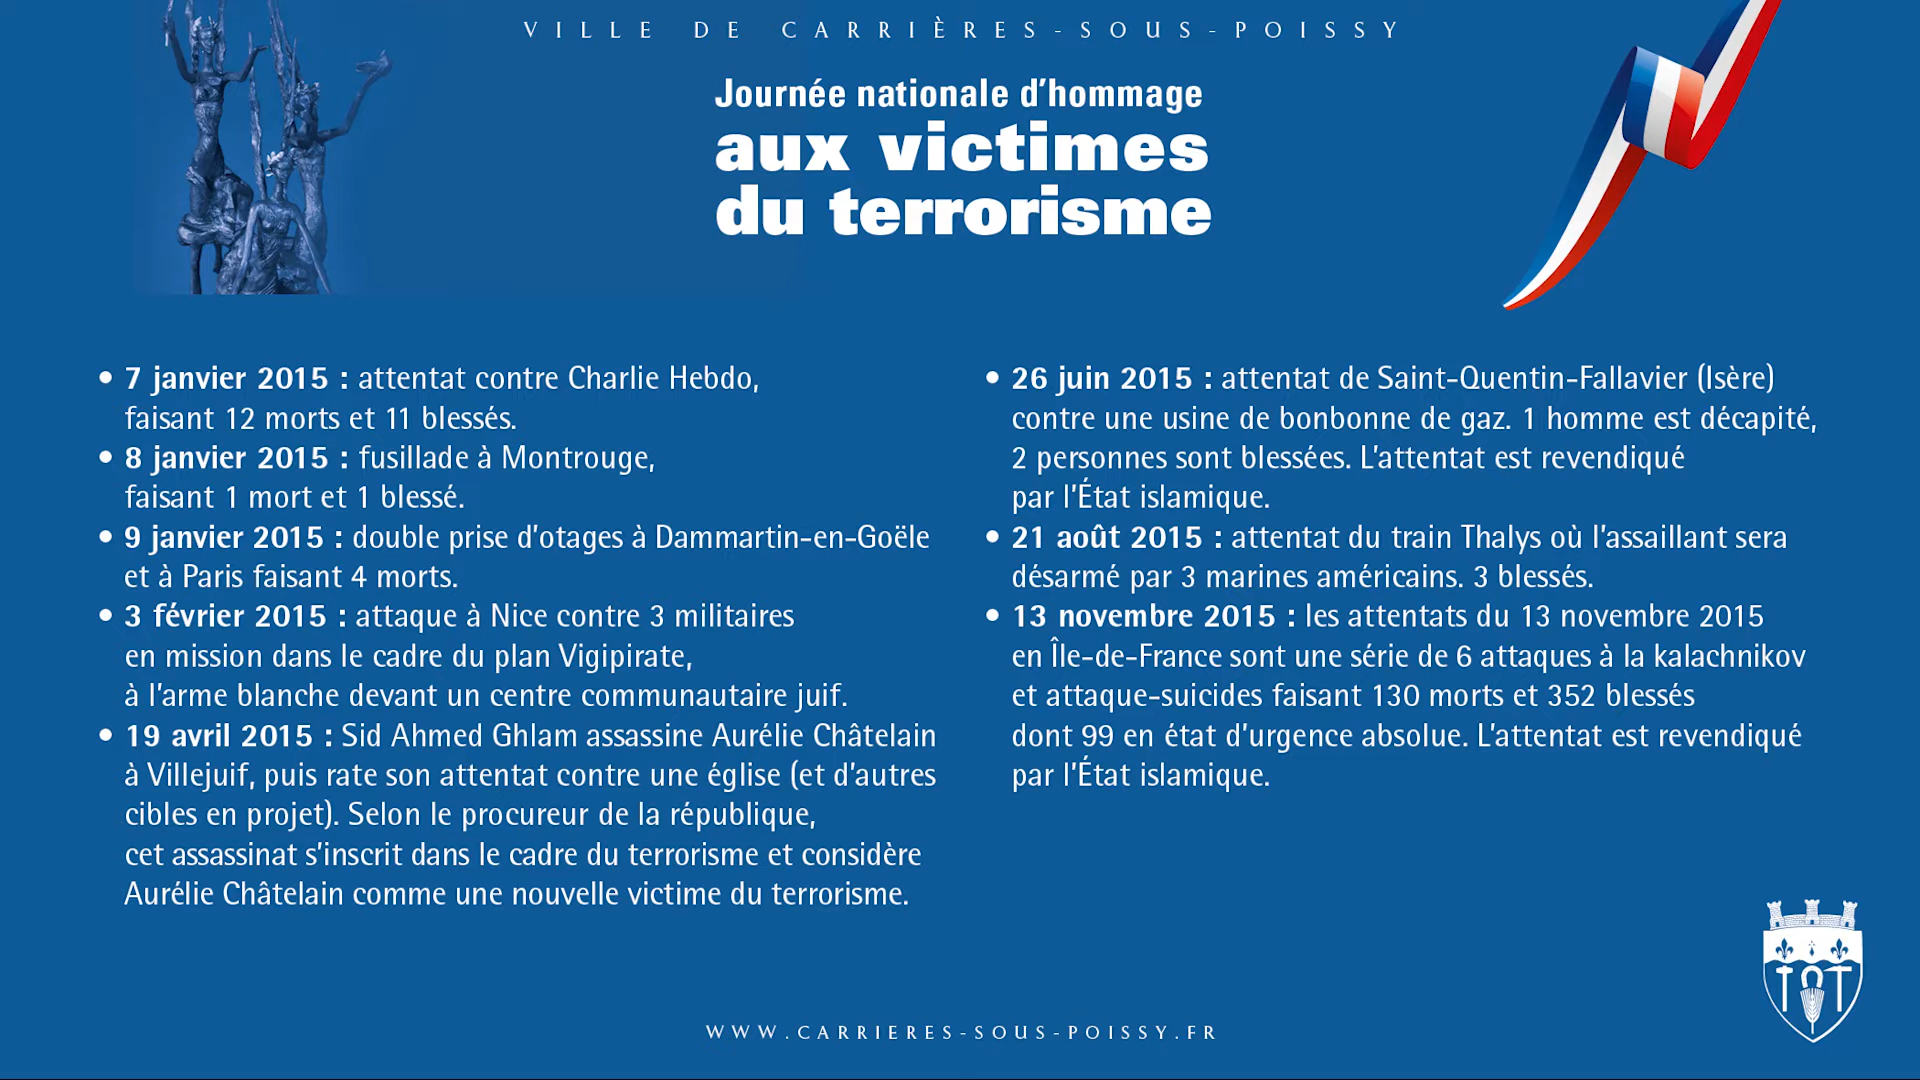 VILLE DE CARRIÈRES-SOUS-POISSY
Journée nationale d'hommage
aux victimes
du terrorisme
• 7 janvier 2015 : attentat contre Charlie Hebdo,
faisant 12 morts et 11 blessés.
• 8 janvier 2015 : fusillade à Montrouge,
faisant 1 mort et 1 blessé.
• 9 janvier 2015 : double prise d'otages à Dammartin-en-Goële
et à Paris faisant 4 morts.
• 3 février 2015 : attaque à Nice contre 3 militaires
en mission dans le cadre du plan Vigipirate,
à l'arme blanche devant un centre communautaire juif.
• 19 avril 2015 : Sid Ahmed Ghlam assassine Aurélie Châtelain
à Villejuif, puis rate son attentat contre une église (et d'autres
cibles en projet). Selon le procureur de la république,
cet assassinat s'inscrit dans le cadre du terrorisme et considère
Aurélie Châtelain comme une nouvelle victime du terrorisme.
• 26 juin 2015 : attentat de Saint-Quentin-Fallavier (Isère)
contre une usine de bonbonne de gaz. 1 homme est décapité,
2 personnes sont blessées. L'attentat est revendiqué
par l'État islamique.
• 21 août 2015 : attentat du train Thalys où l'assaillant sera
désarmé par 3 marines américains. 3 blessés.
• 13 novembre 2015 : les attentats du 13 novembre 2015
en Île-de-France sont une série de 6 attaques à la kalachnikov
et attaque-suicides faisant 130 morts et 352 blessés
dont 99 en état d'urgence absolue. L'attentat est revendiqué
par l'État islamique.
WWW.CARRIERES-SOUS-POISSY.FR